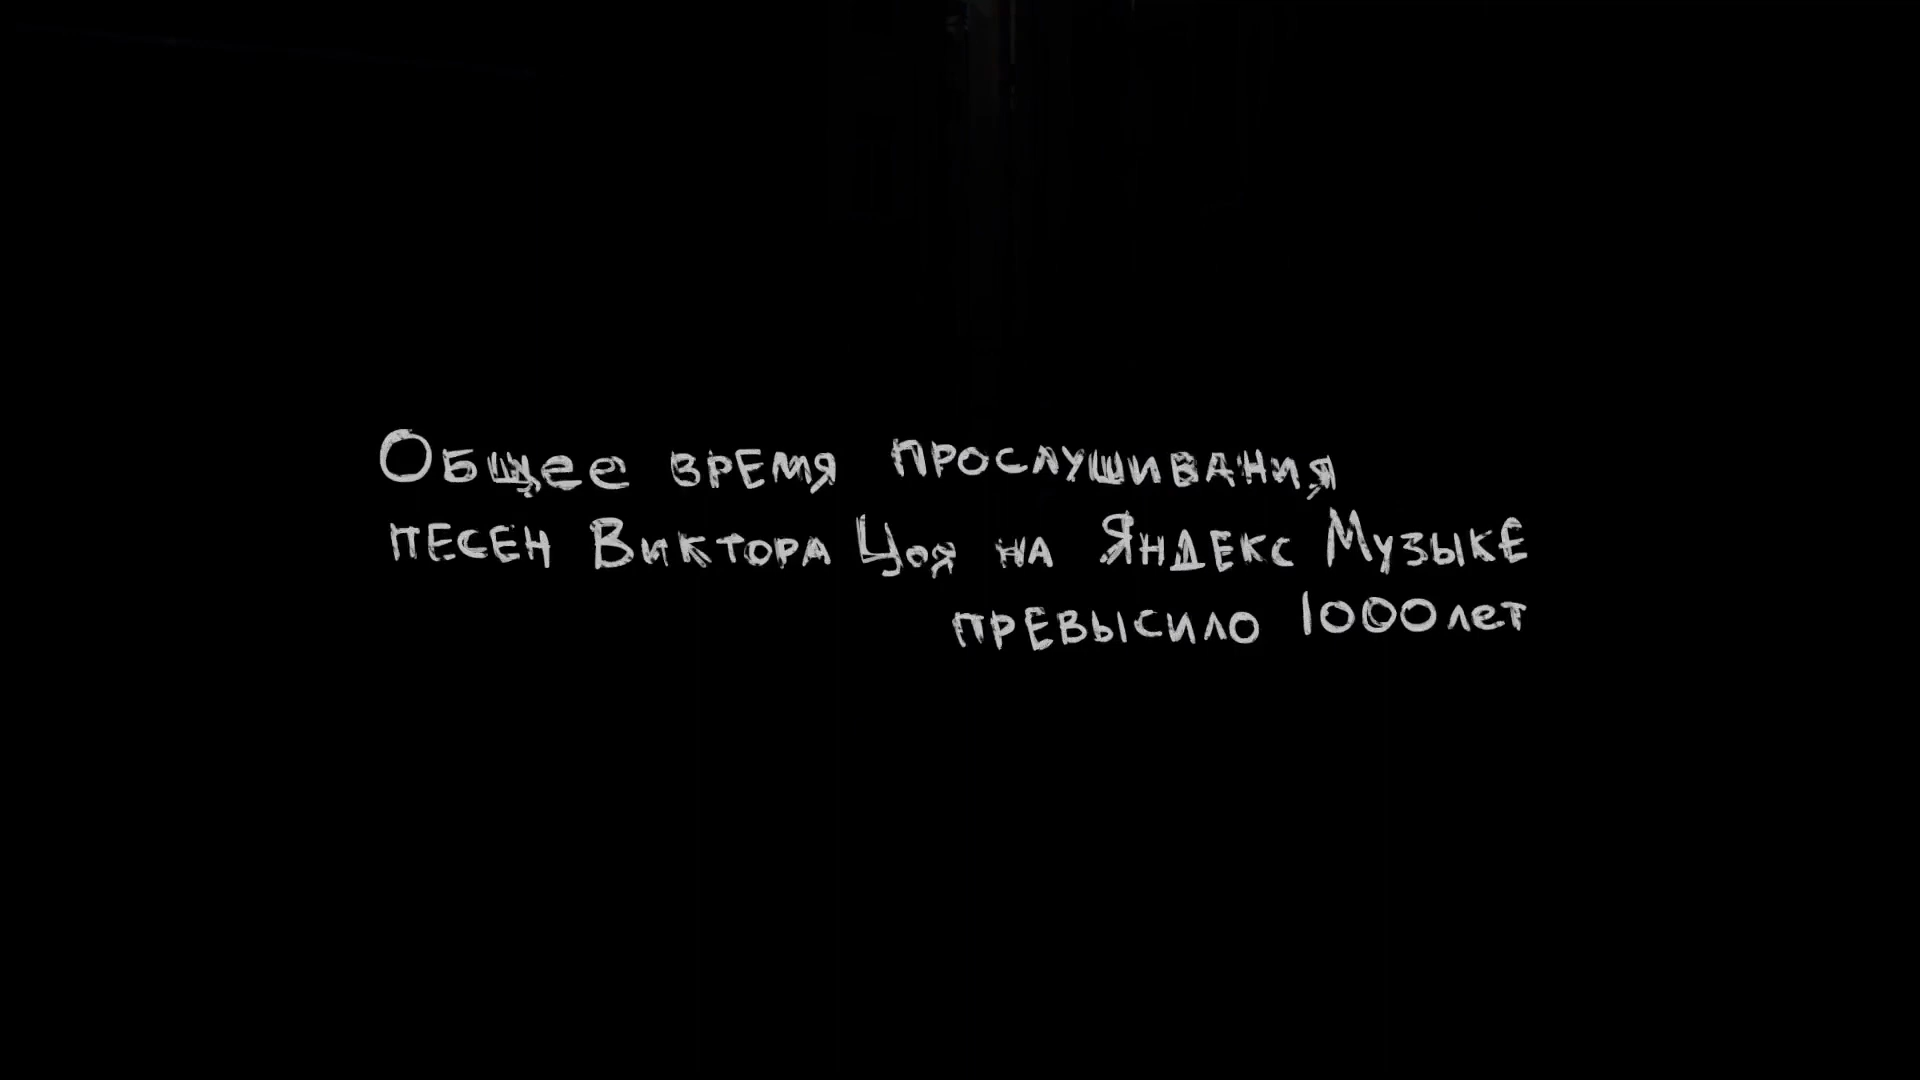 Общее время прослушивания
песен Виктора Цоя на Яндекс Музыке
превысило 1000 лет